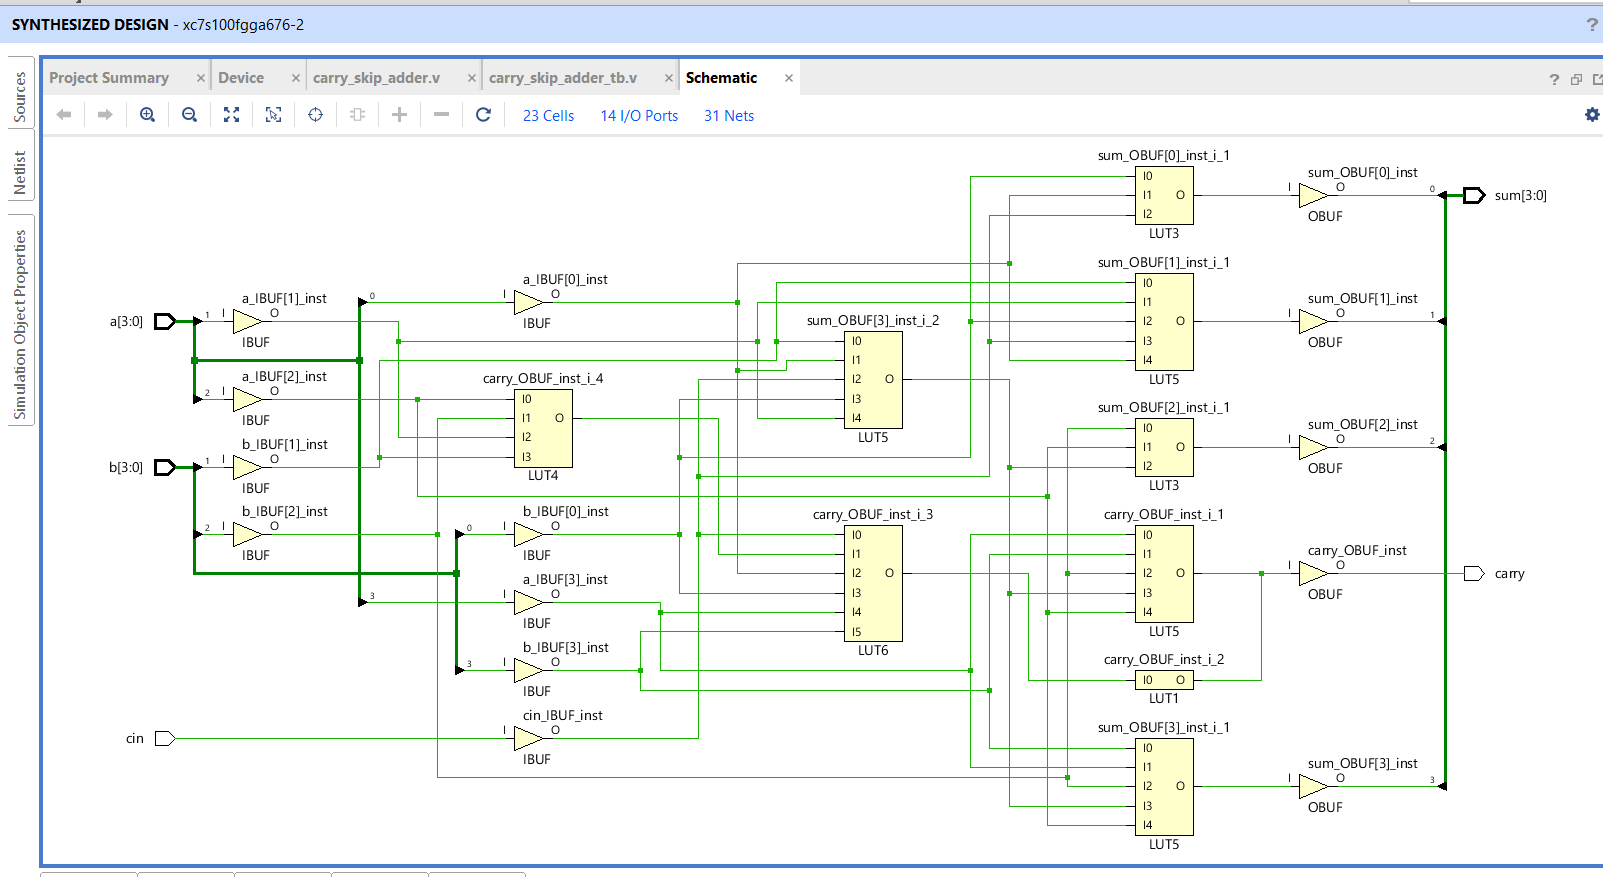 SYNTHESIZED DESIGN - xc7s100fgga676-2
?
Sources
Netlist
Simulation Object Properties
Project Summary ×
Device ×
carry_skip_adder.v ×
carry_skip_adder_tb.v ×
Schematic ×
?
23 Cells
14 I/O Ports
31 Nets
a[3:0]
b[3:0]
cin
a_IBUF[1]_inst
1 I O
IBUF
a_IBUF[2]_inst
2 I O
IBUF
b_IBUF[1]_inst
1 I O
IBUF
b_IBUF[2]_inst
2 I O
IBUF
a_IBUF[0]_inst
0 I O
IBUF
carry_OBUF_inst_i_4
I0
I1 O
I2
I3
LUT4
b_IBUF[0]_inst
0 I O
IBUF
a_IBUF[3]_inst
3 I O
IBUF
b_IBUF[3]_inst
3 I O
IBUF
cin_IBUF_inst
I O
IBUF
sum_OBUF[3]_inst_i_2
I0
I1
I2 O
I3
I4
LUT5
carry_OBUF_inst_i_3
I0
I1
I2 O
I3
I4
I5
LUT6
sum_OBUF[0]_inst_i_1
I0
I1 O
I2
LUT3
sum_OBUF[1]_inst_i_1
I0
I1
I2 O
I3
I4
LUT5
sum_OBUF[2]_inst_i_1
I0
I1 O
I2
LUT3
carry_OBUF_inst_i_1
I0
I1
I2 O
I3
I4
LUT5
carry_OBUF_inst_i_2
I0 O
LUT1
sum_OBUF[3]_inst_i_1
I0
I1
I2 O
I3
I4
LUT5
sum_OBUF[0]_inst
I O 0
OBUF
sum_OBUF[1]_inst
I O 1
OBUF
sum_OBUF[2]_inst
I O 2
OBUF
carry_OBUF_inst
I O
OBUF
sum_OBUF[3]_inst
I O 3
OBUF
sum[3:0]
carry